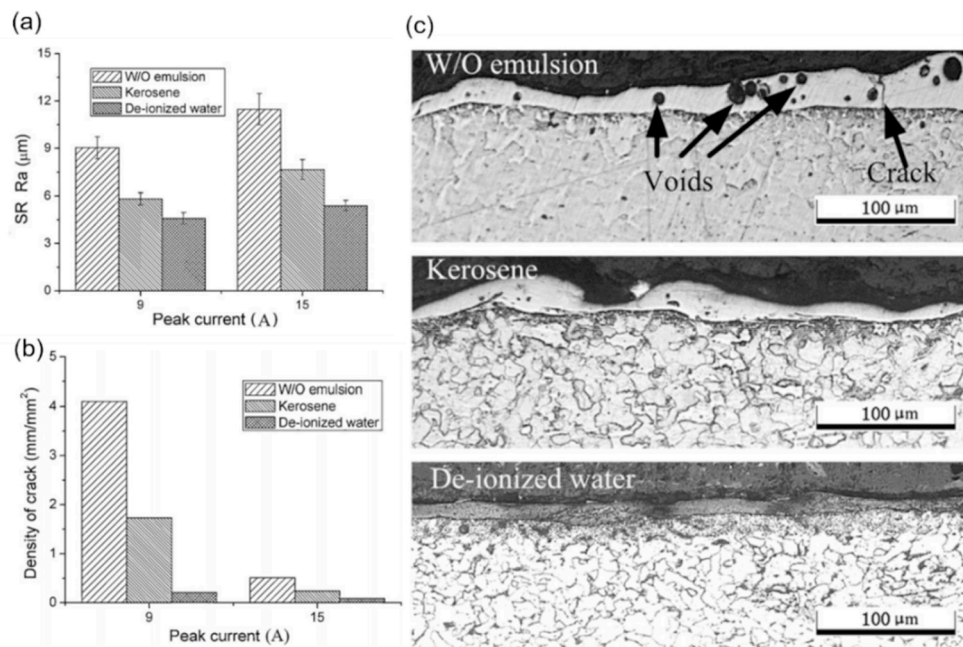 (a)
15
12
9
6
3
0
SR Ra (μm)
W/O emulsion
Kerosene
De-ionized water
9
15
Peak current (A)
(b)
5
4
3
2
1
0
Density of crack (mm/mm²)
W/O emulsion
Kerosene
De-ionized water
9
15
Peak current (A)
(c)
W/O emulsion
Voids
Crack
100 μm
Kerosene
100 μm
De-ionized water
100 μm